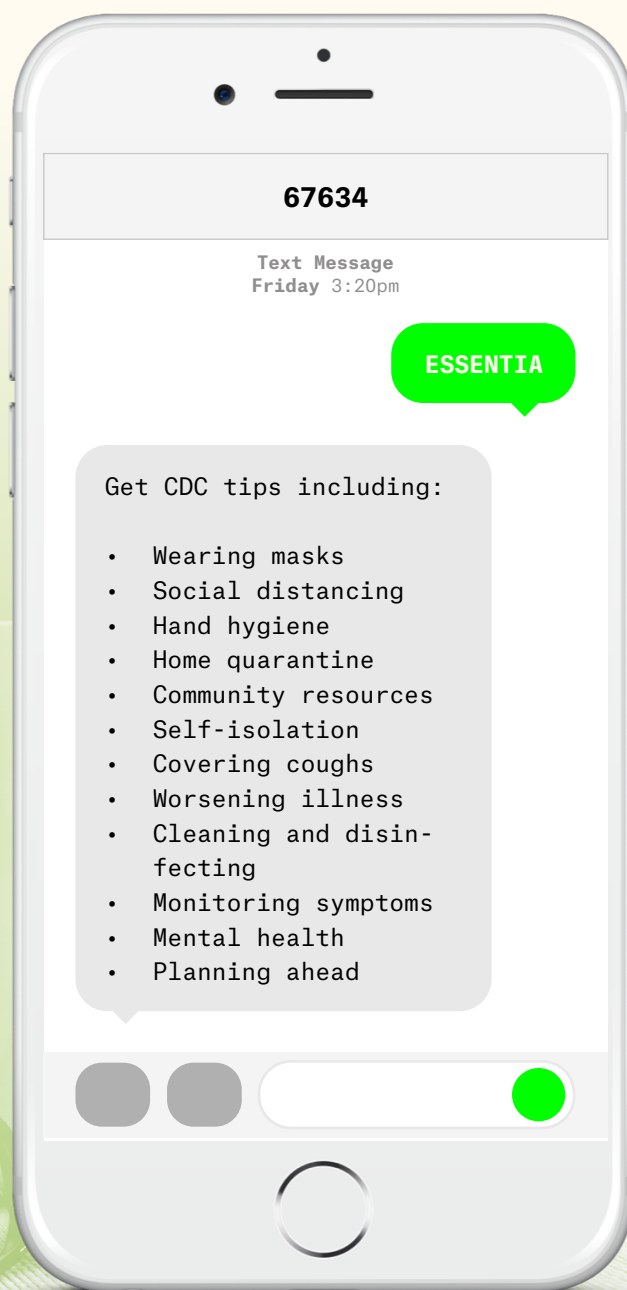 67634
Text Message
Friday 3:20pm
ESSENTIA
Get CDC tips including:
• Wearing masks
• Social distancing
• Hand hygiene
• Home quarantine
• Community resources
• Self-isolation
• Covering coughs
• Worsening illness
• Cleaning and disin-
fecting
• Monitoring symptoms
• Mental health
• Planning ahead